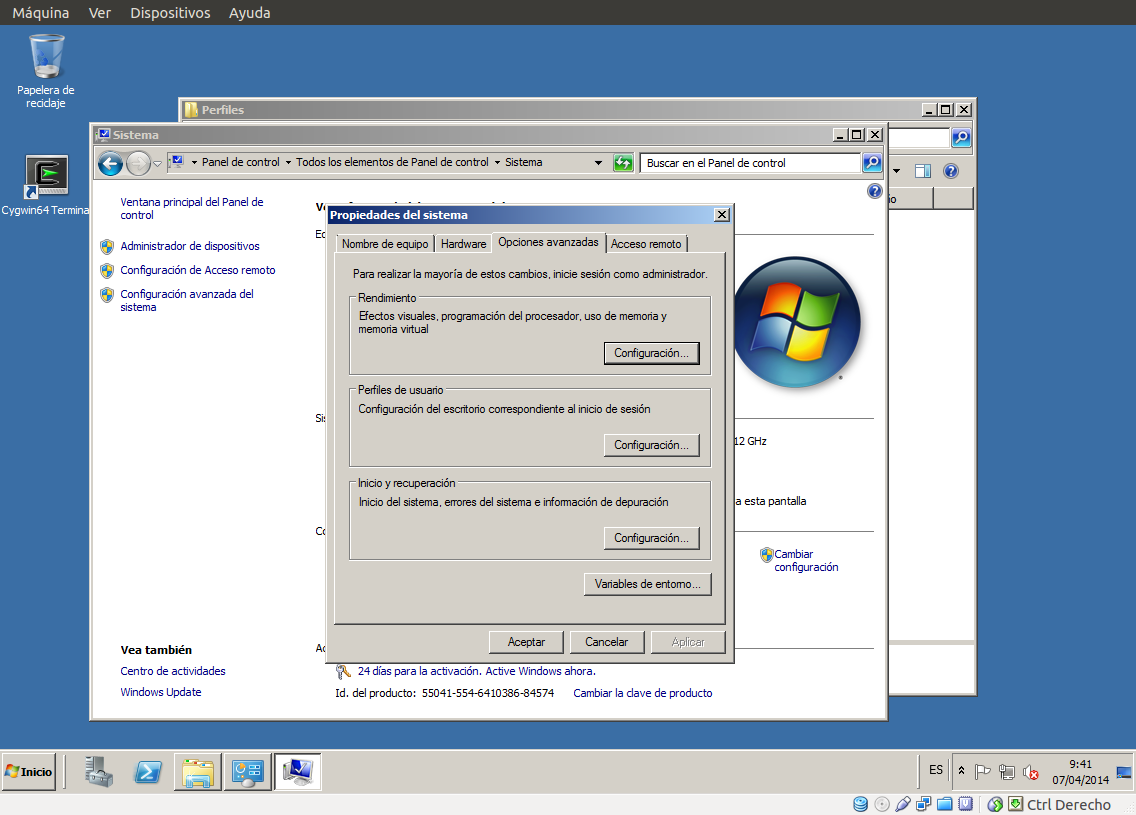 Máquina Ver Dispositivos Ayuda
Papelera de
reciclaje
Cygwin64 Termina
Perfiles
Sistema
Panel de control Todos los elementos de Panel de control Sistema
Buscar en el Panel de control
Ventana principal del Panel de
control
Administrador de dispositivos
Configuración de Acceso remoto
Configuración avanzada del
sistema
Vea también
Centro de actividades
Windows Update
Propiedades del sistema
Nombre de equipo Hardware Opciones avanzadas Acceso remoto
Para realizar la mayoría de estos cambios, inicie sesión como administrador.
Rendimiento
Efectos visuales, programación del procesador, uso de memoria y
memoria virtual
Configuración...
Perfiles de usuario
Configuración del escritorio correspondiente al inicio de sesión
Configuración...
Inicio y recuperación
Inicio del sistema, errores del sistema e información de depuración
Configuración...
Variables de entorno...
Aceptar Cancelar Aplicar
12 GHz
a esta pantalla
Cambiar
configuración
24 días para la activación. Active Windows ahora.
Id. del producto: 55041-554-6410386-84574 Cambiar la clave de producto
Inicio
ES
9:41
07/04/2014
Ctrl Derecho